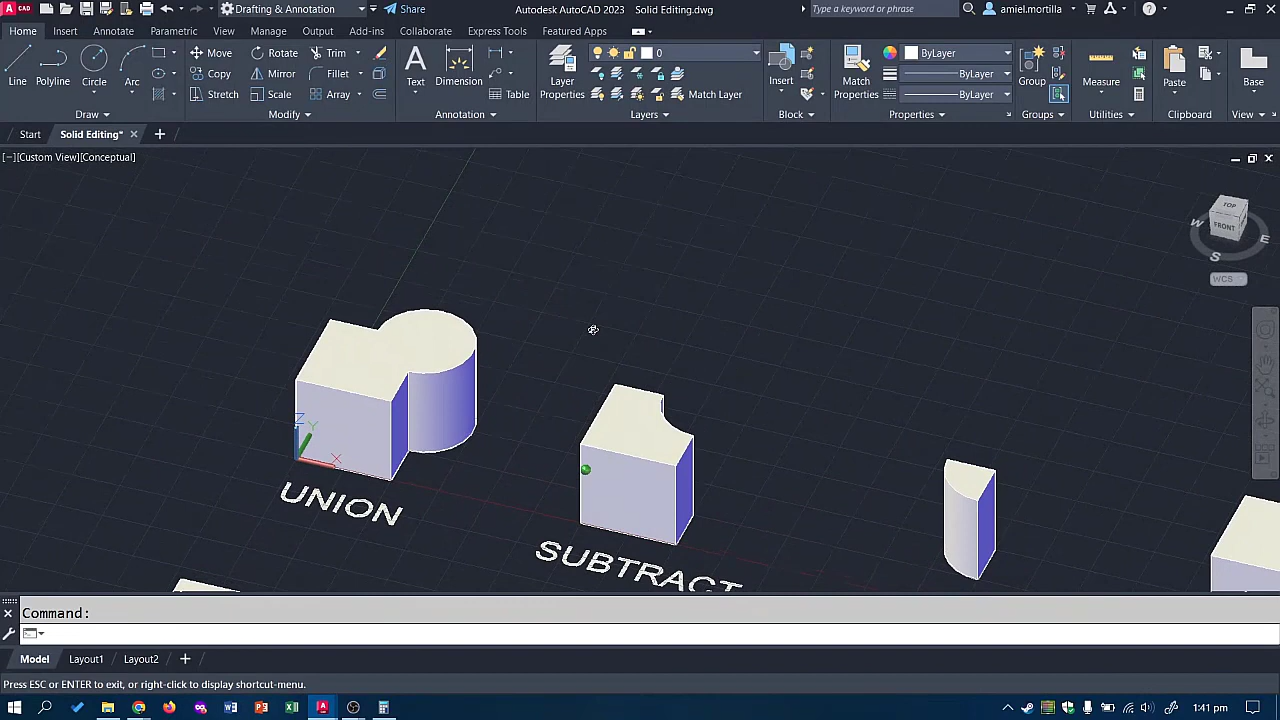 CAD
Drafting & Annotation
Share
Autodesk AutoCAD 2023 Solid Editing.dwg
Type a keyword or phrase
amiel.mortilla
Home Insert Annotate Parametric View Manage Output Add-ins Collaborate Express Tools Featured Apps
Line
Polyline
Circle
Arc
Move
Rotate
Trim
Copy
Mirror
Fillet
Stretch
Scale
Array
Text
Dimension
Table
Layer
Properties
0
Match Layer
Insert
Match
Properties
ByLayer
ByLayer
ByLayer
Group
Measure
Paste
Base
Draw
Modify
Annotation
Layers
Block
Properties
Groups
Utilities
Clipboard
View
Start
Solid Editing*
[−][Custom View][Conceptual]
TOP
FRONT
W
E
S
WCS
Z
Y
X
UNION
SUBTRACT
Command:
Model
Layout1
Layout2
Press ESC or ENTER to exit, or right-click to display shortcut-menu.
1:41 pm